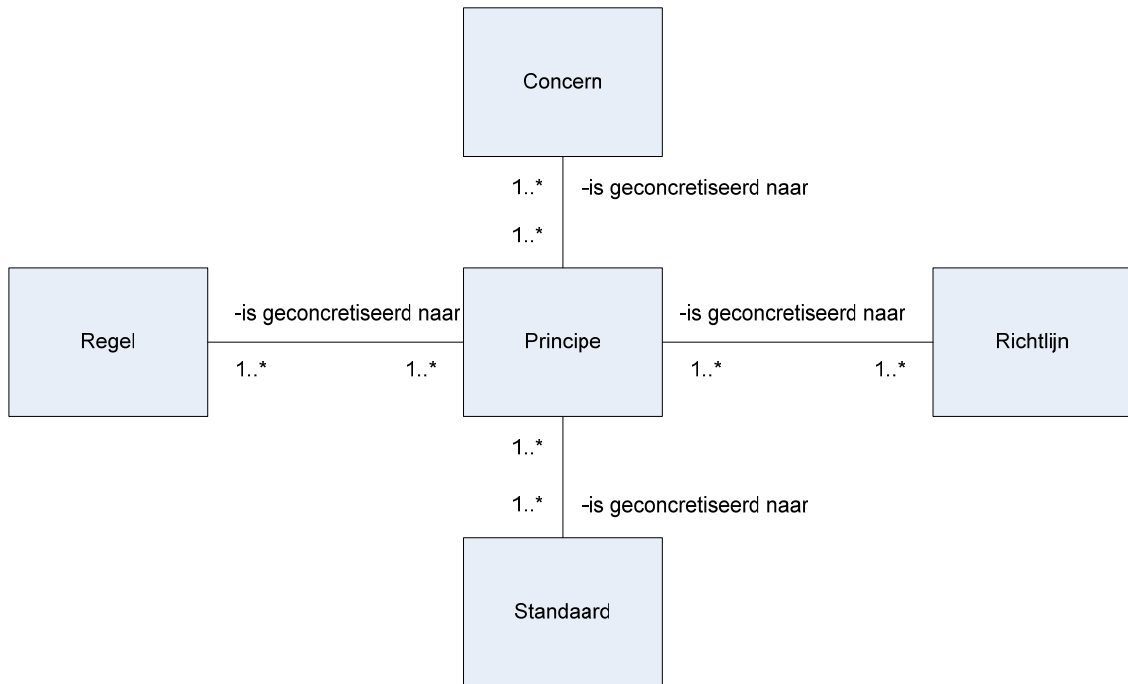 Concern
1..*
-is geconcretiseerd naar
1..*
-is geconcretiseerd naar
-is geconcretiseerd naar
Regel
Principe
Richtlijn
1..*
1..*
1..*
1..*
1..*
1..*
-is geconcretiseerd naar
Standaard